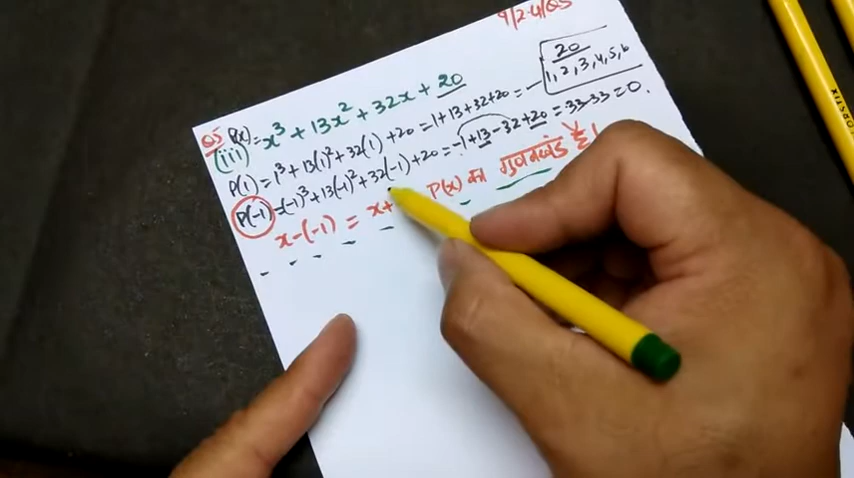 9/2.4/Q5
Q5 P(x) = x³ + 13x² + 32x + 20
(iii)
20
1, 2, 3, 4, 5, 6
P(1) = 1³ + 13(1)² + 32(1) + 20 = 1 + 13 + 32 + 20 =
P(-1) = (-1)³ + 13(-1)² + 32(-1) + 20 = -1 + 13 - 32 + 20 = 33 - 33 = 0.
x - (-1) = x + P(x) का गुणनखंड है।